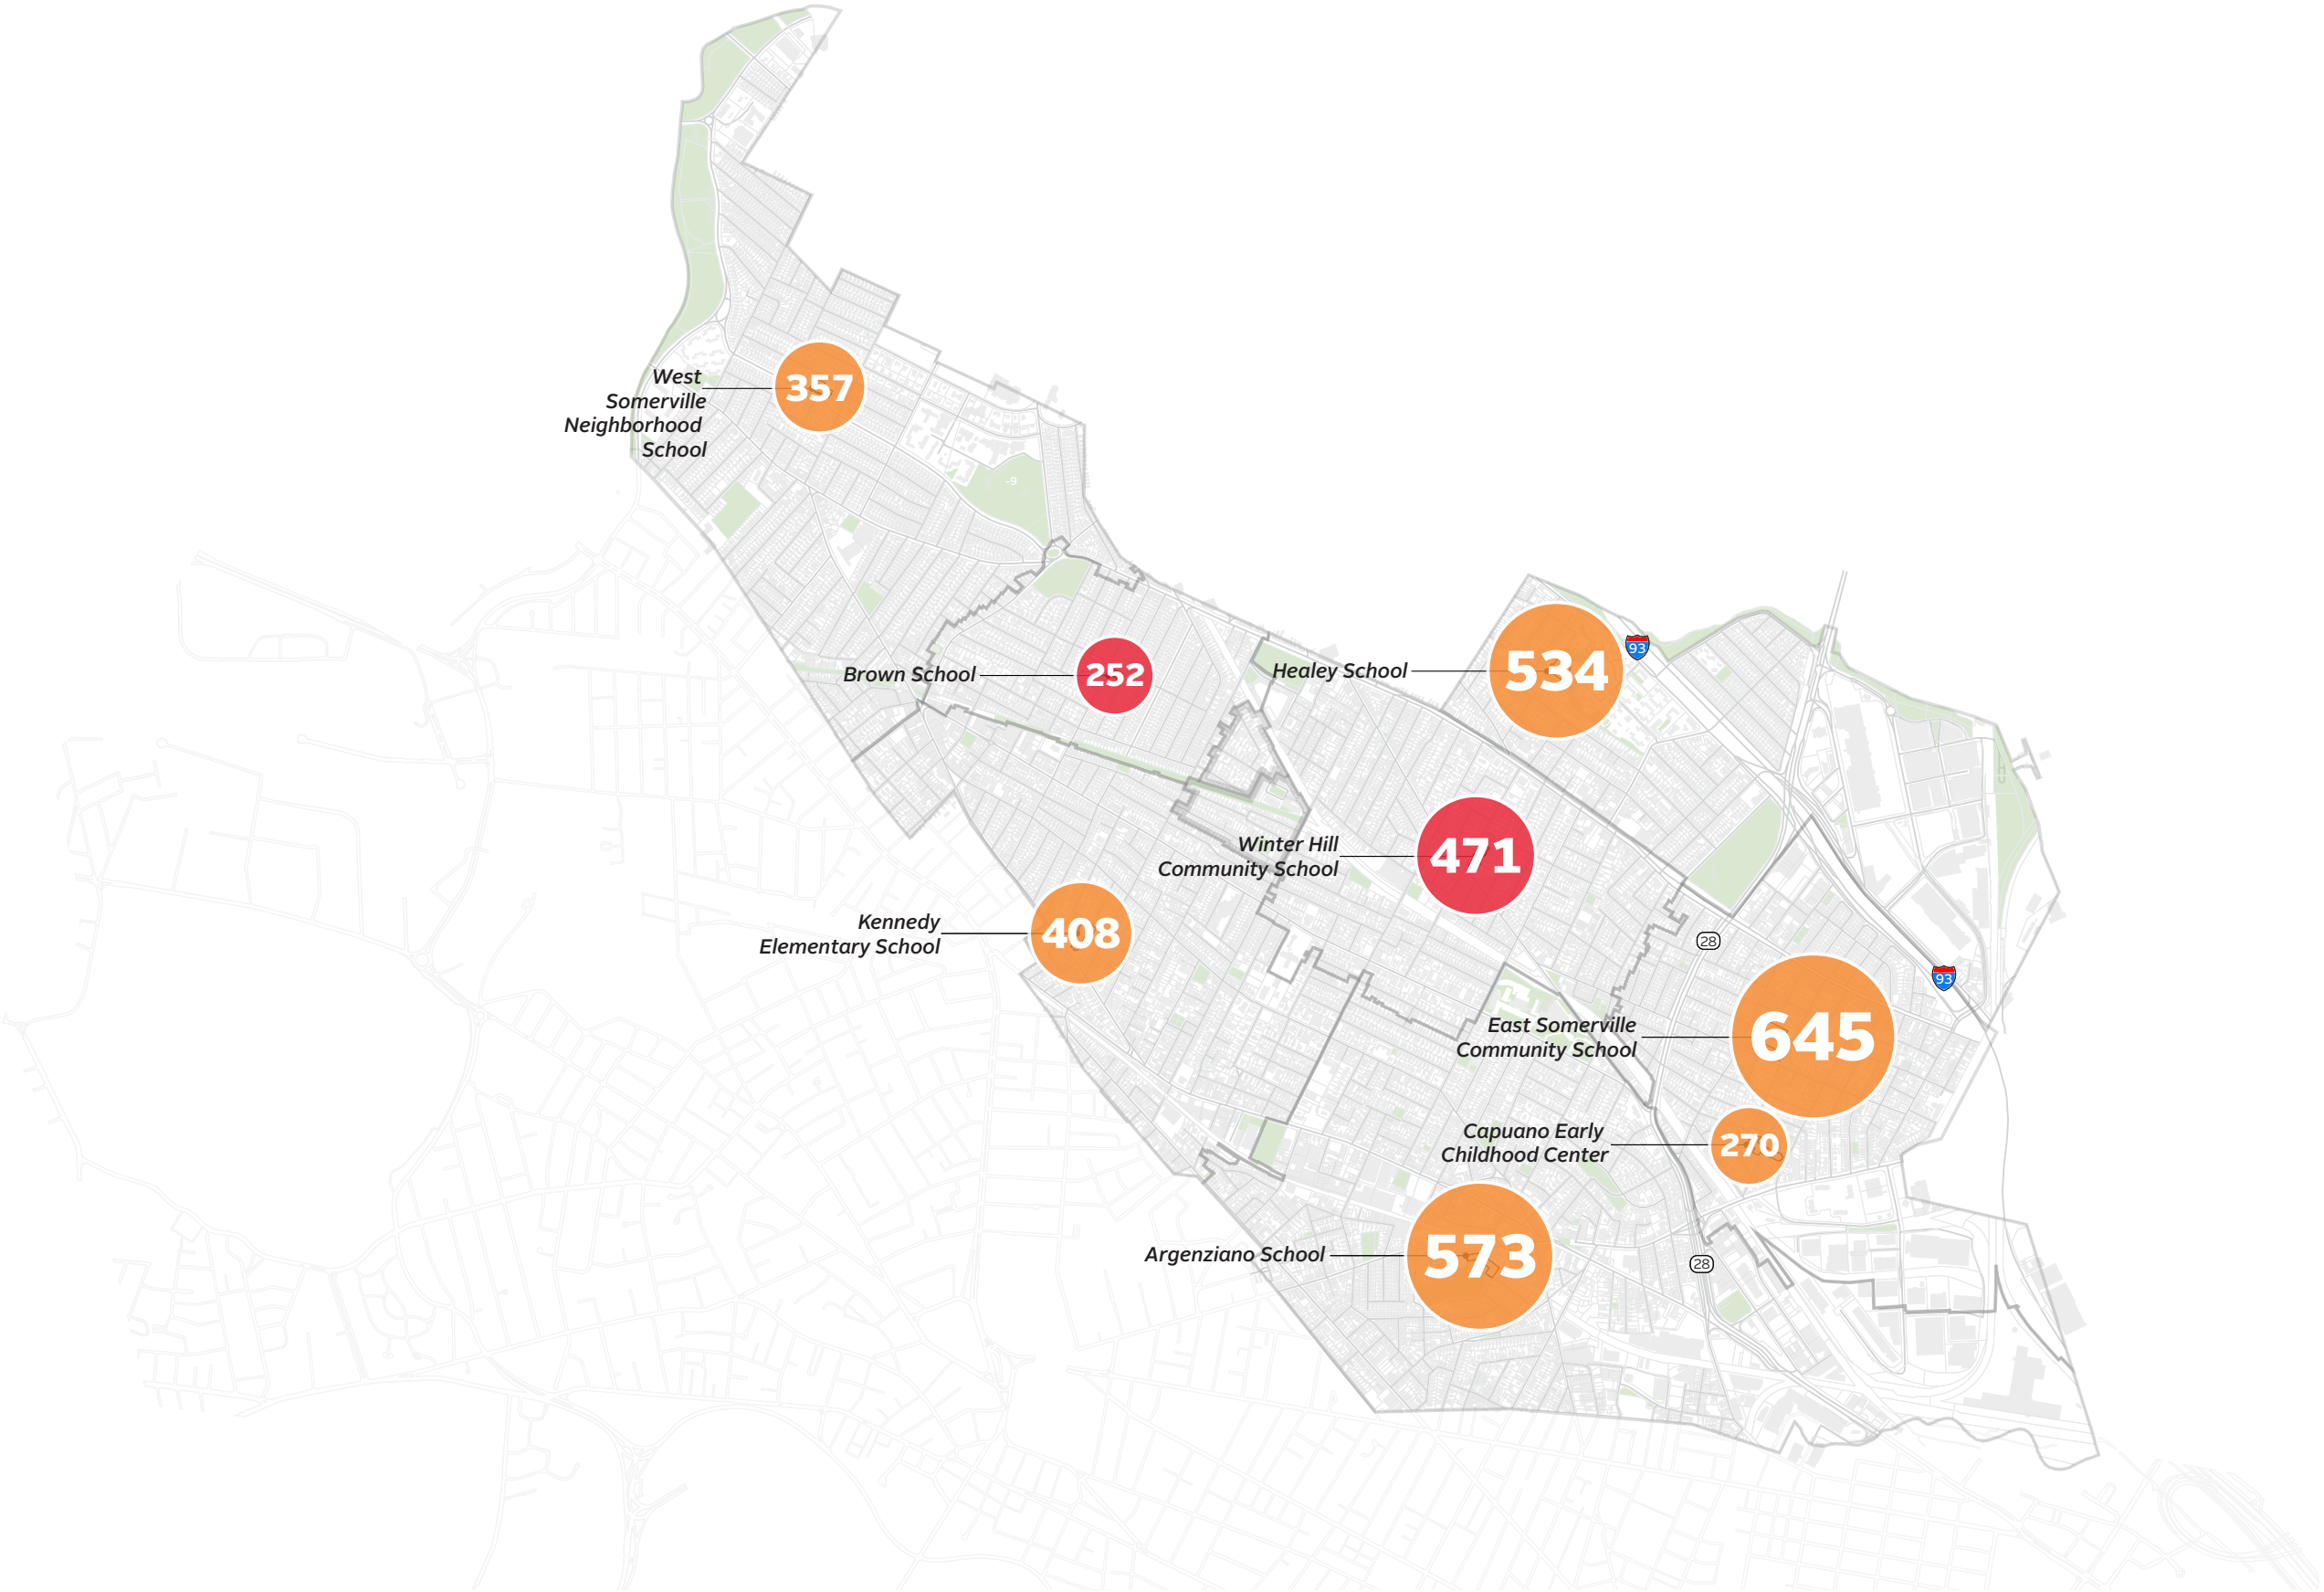 357
West
Somerville
Neighborhood
School
-9
93
534
Healey School
252
Brown School
471
Winter Hill
Community School
408
Kennedy
Elementary School
28
93
645
East Somerville
Community School
270
Capuano Early
Childhood Center
573
Argenziano School
28